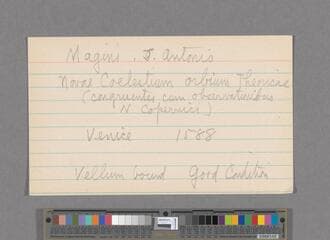 Magini . J. Antonio
Novae Coelestium orbium Theoricae
(congruentes cum observationibus
N Copernici)
Venice 1588
Vellum bound Good Condition